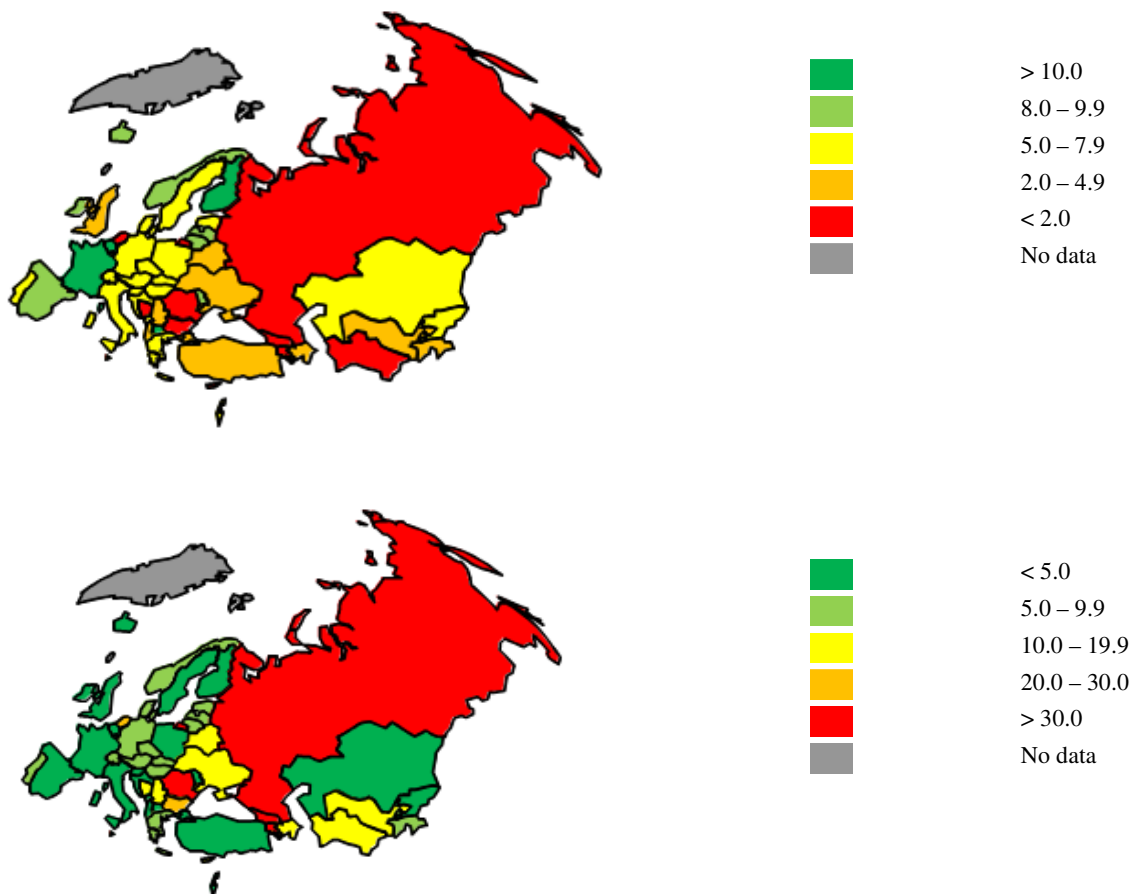 > 10.0
8.0 – 9.9
5.0 – 7.9
2.0 – 4.9
< 2.0
No data
< 5.0
5.0 – 9.9
10.0 – 19.9
20.0 – 30.0
> 30.0
No data